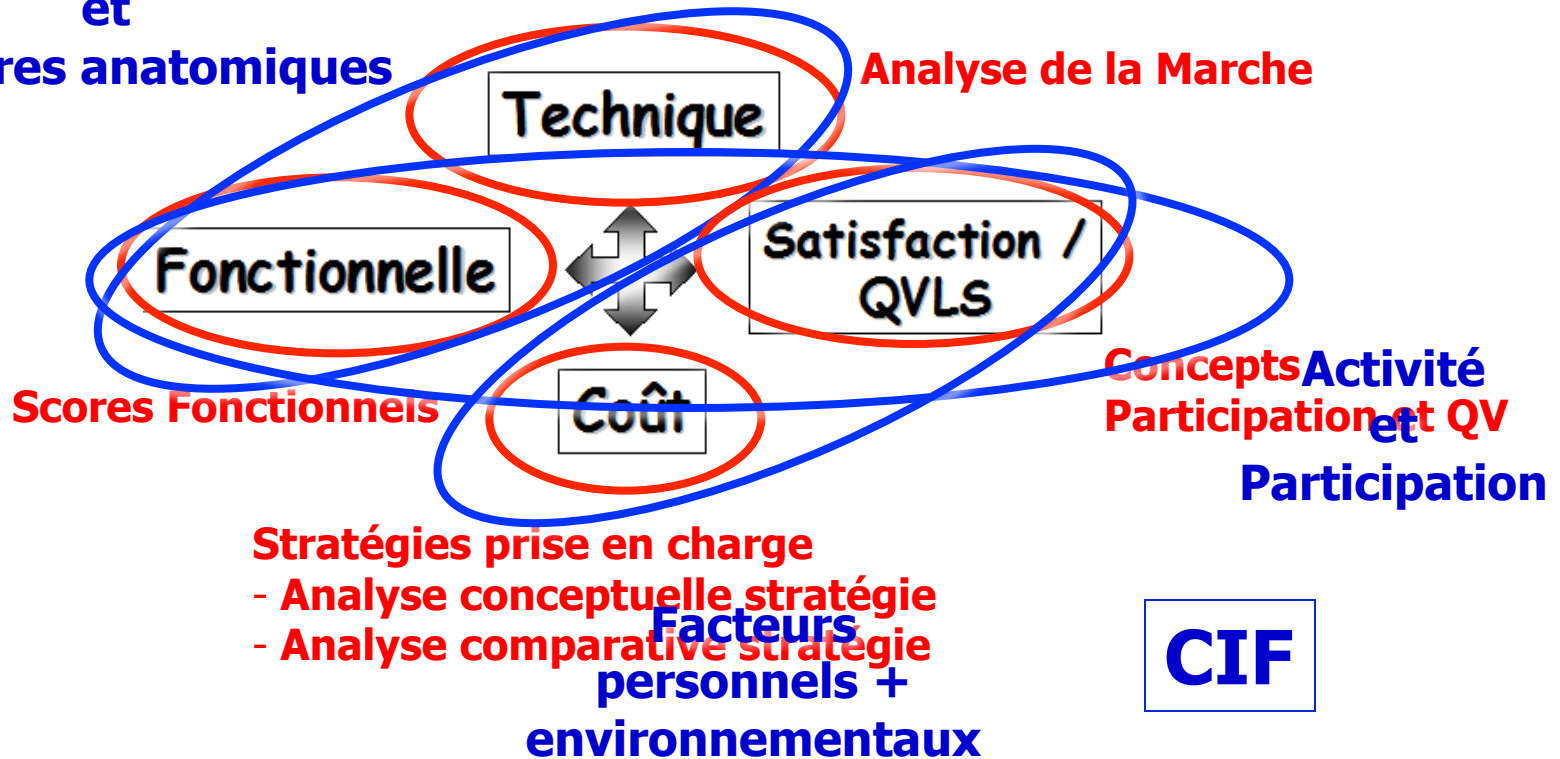 et
res anatomiques
Analyse de la Marche
Technique
Fonctionnelle
Satisfaction /
QVLS
Coût
Scores Fonctionnels
Concepts
Participation et QV
Activité
et
Participation
Stratégies prise en charge
- Analyse conceptuelle stratégie
- Analyse comparative stratégie
Facteurs
personnels +
environnementaux
CIF